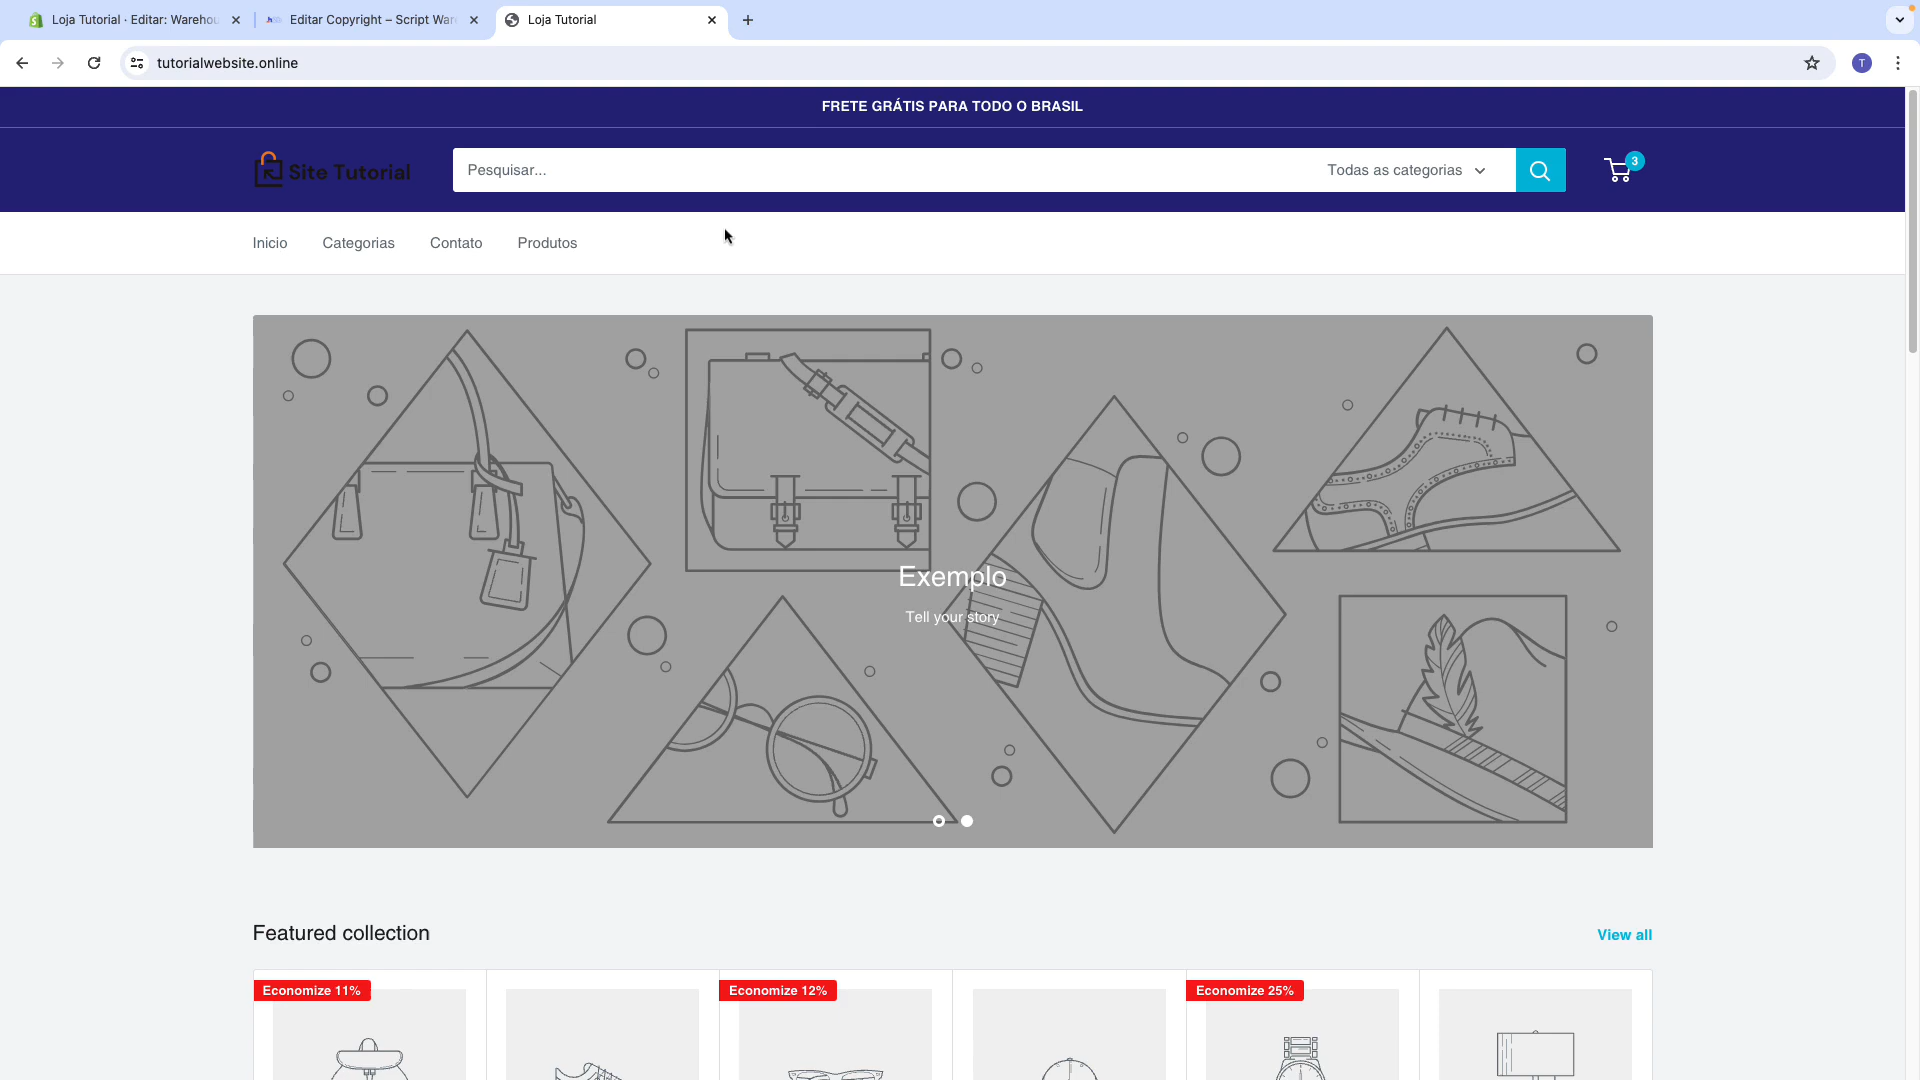 Loja Tutorial · Editar: Warehou
Editar Copyright – Script War
Loja Tutorial
tutorialwebsite.online
T
FRETE GRÁTIS PARA TODO O BRASIL
Site Tutorial
Pesquisar...
Todas as categorias
3
Inicio
Categorias
Contato
Produtos
Exemplo
Tell your story
Featured collection
View all
Economize 11%
Economize 12%
Economize 25%